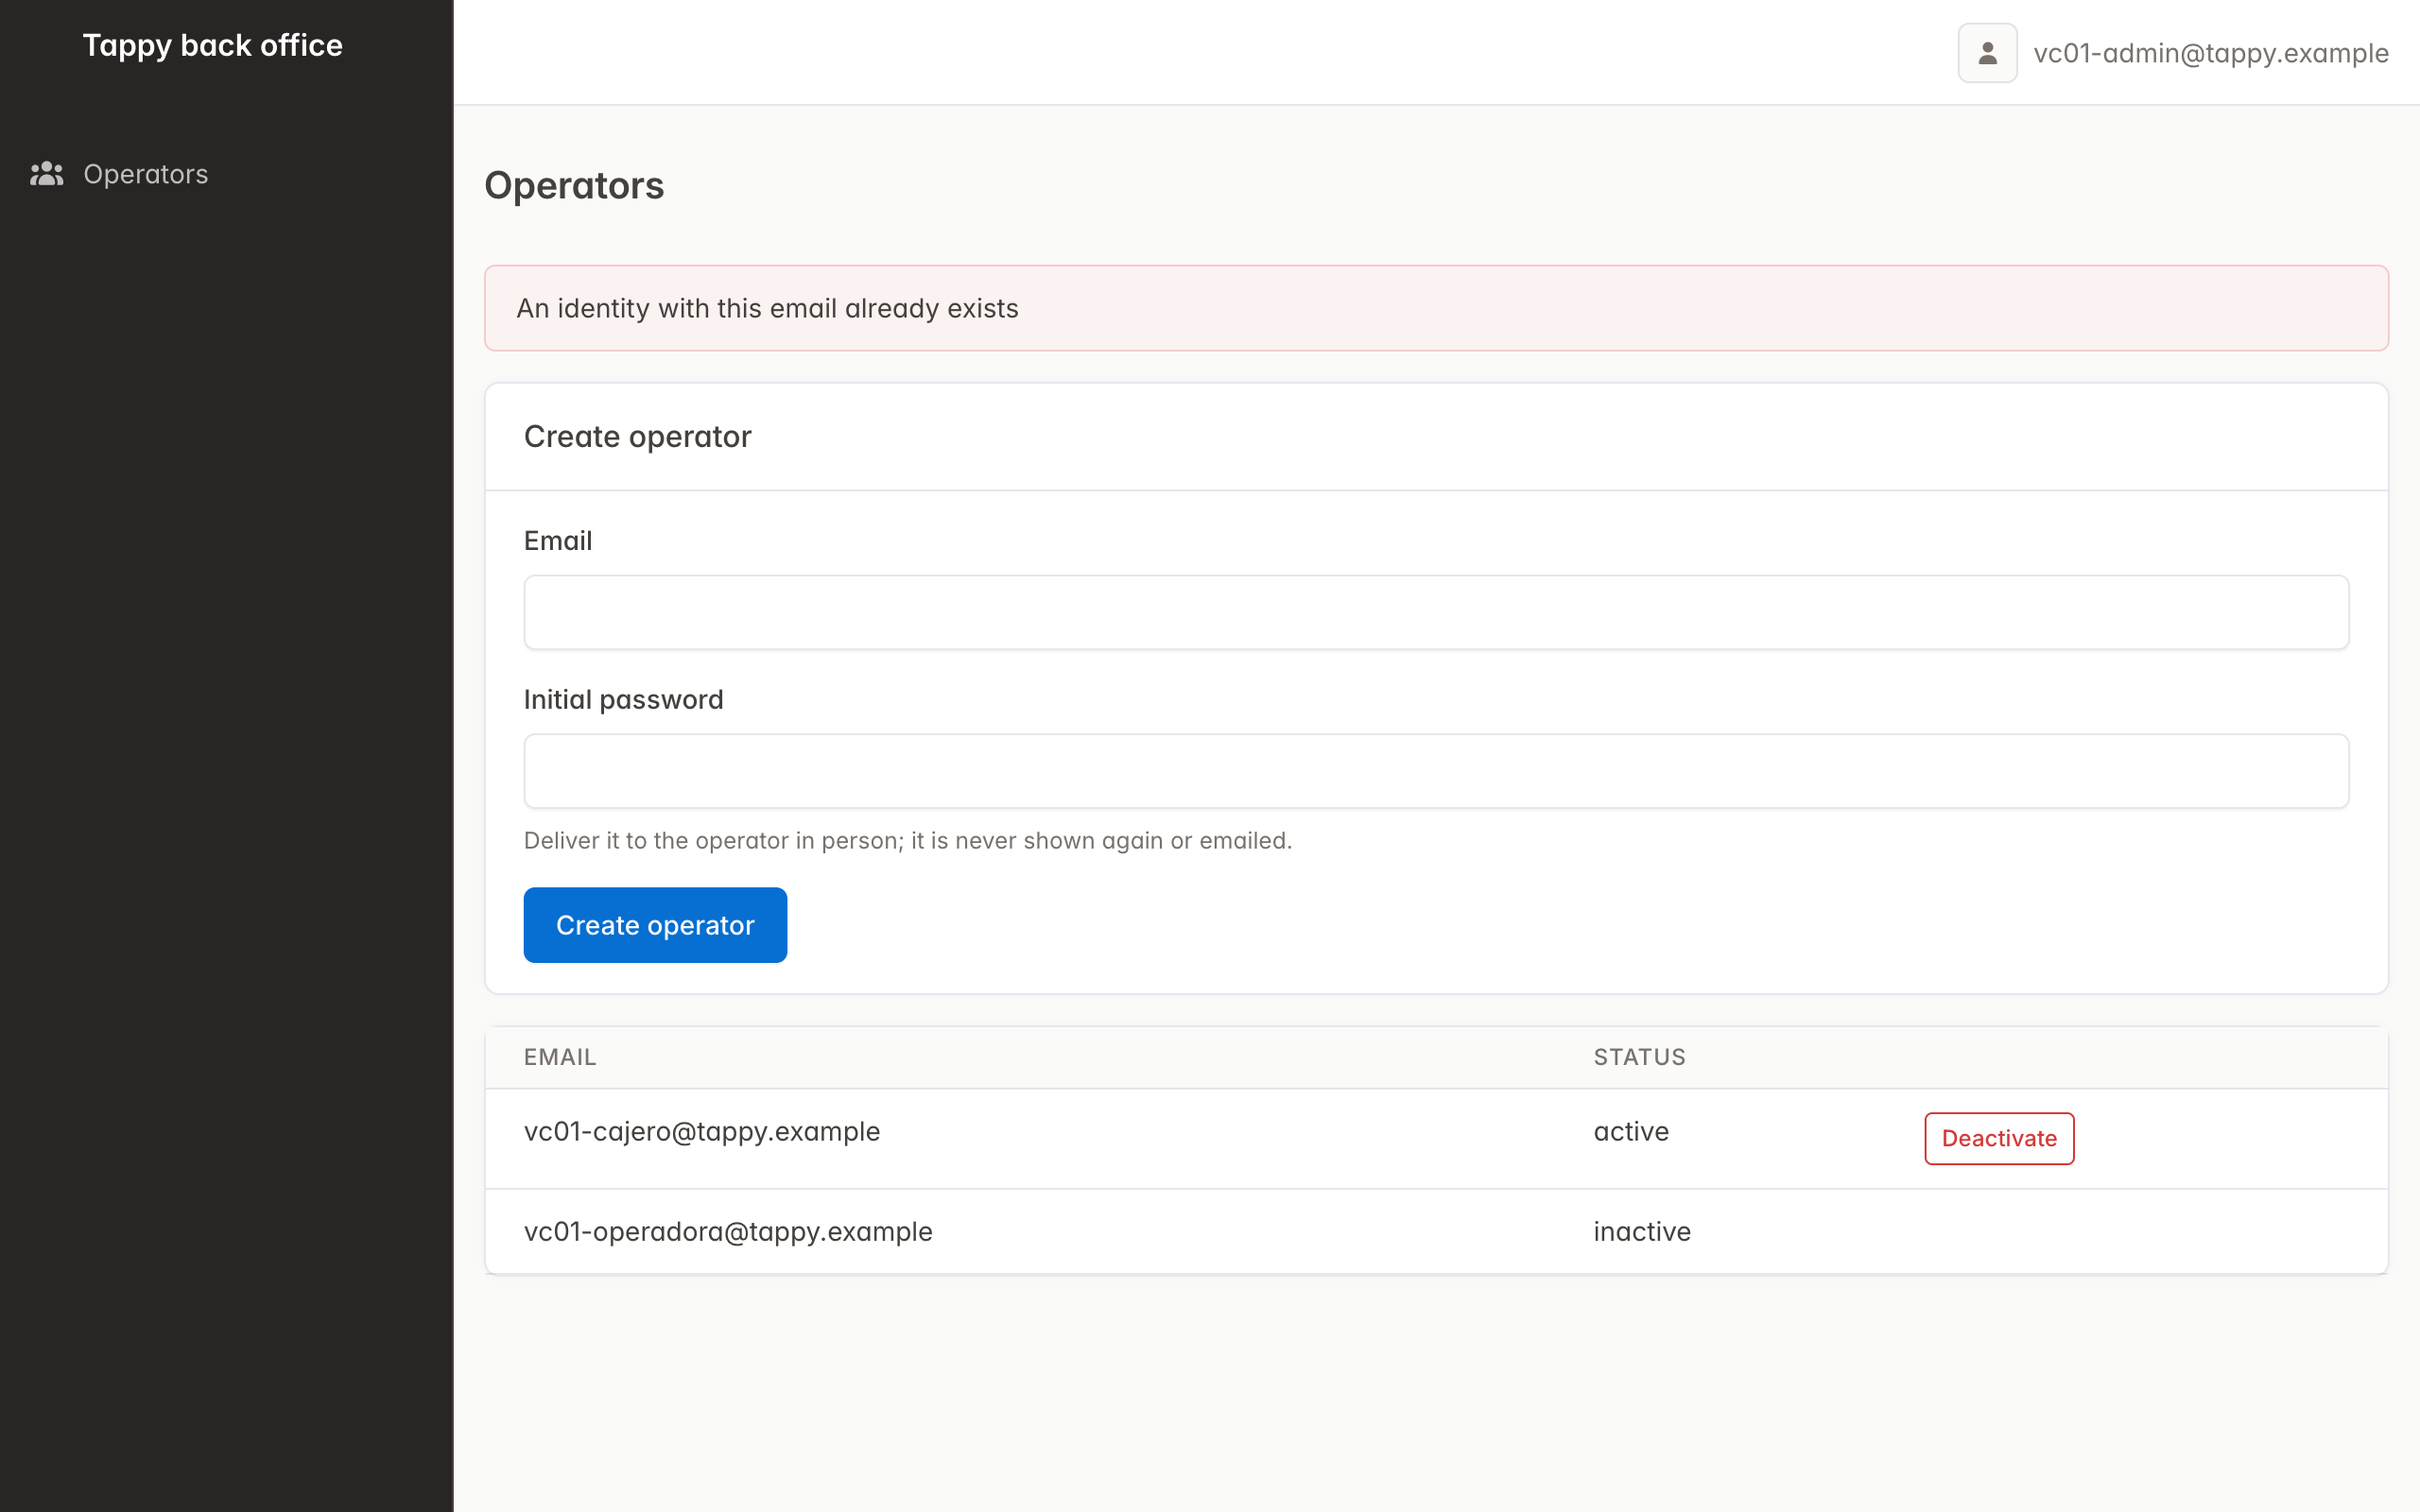 Tappy back office
vc01-admin@tappy.example
Operators
Operators
An identity with this email already exists
Create operator
Email
Initial password
Deliver it to the operator in person; it is never shown again or emailed.
Create operator
EMAIL STATUS
vc01-cajero@tappy.example active Deactivate
vc01-operadora@tappy.example inactive